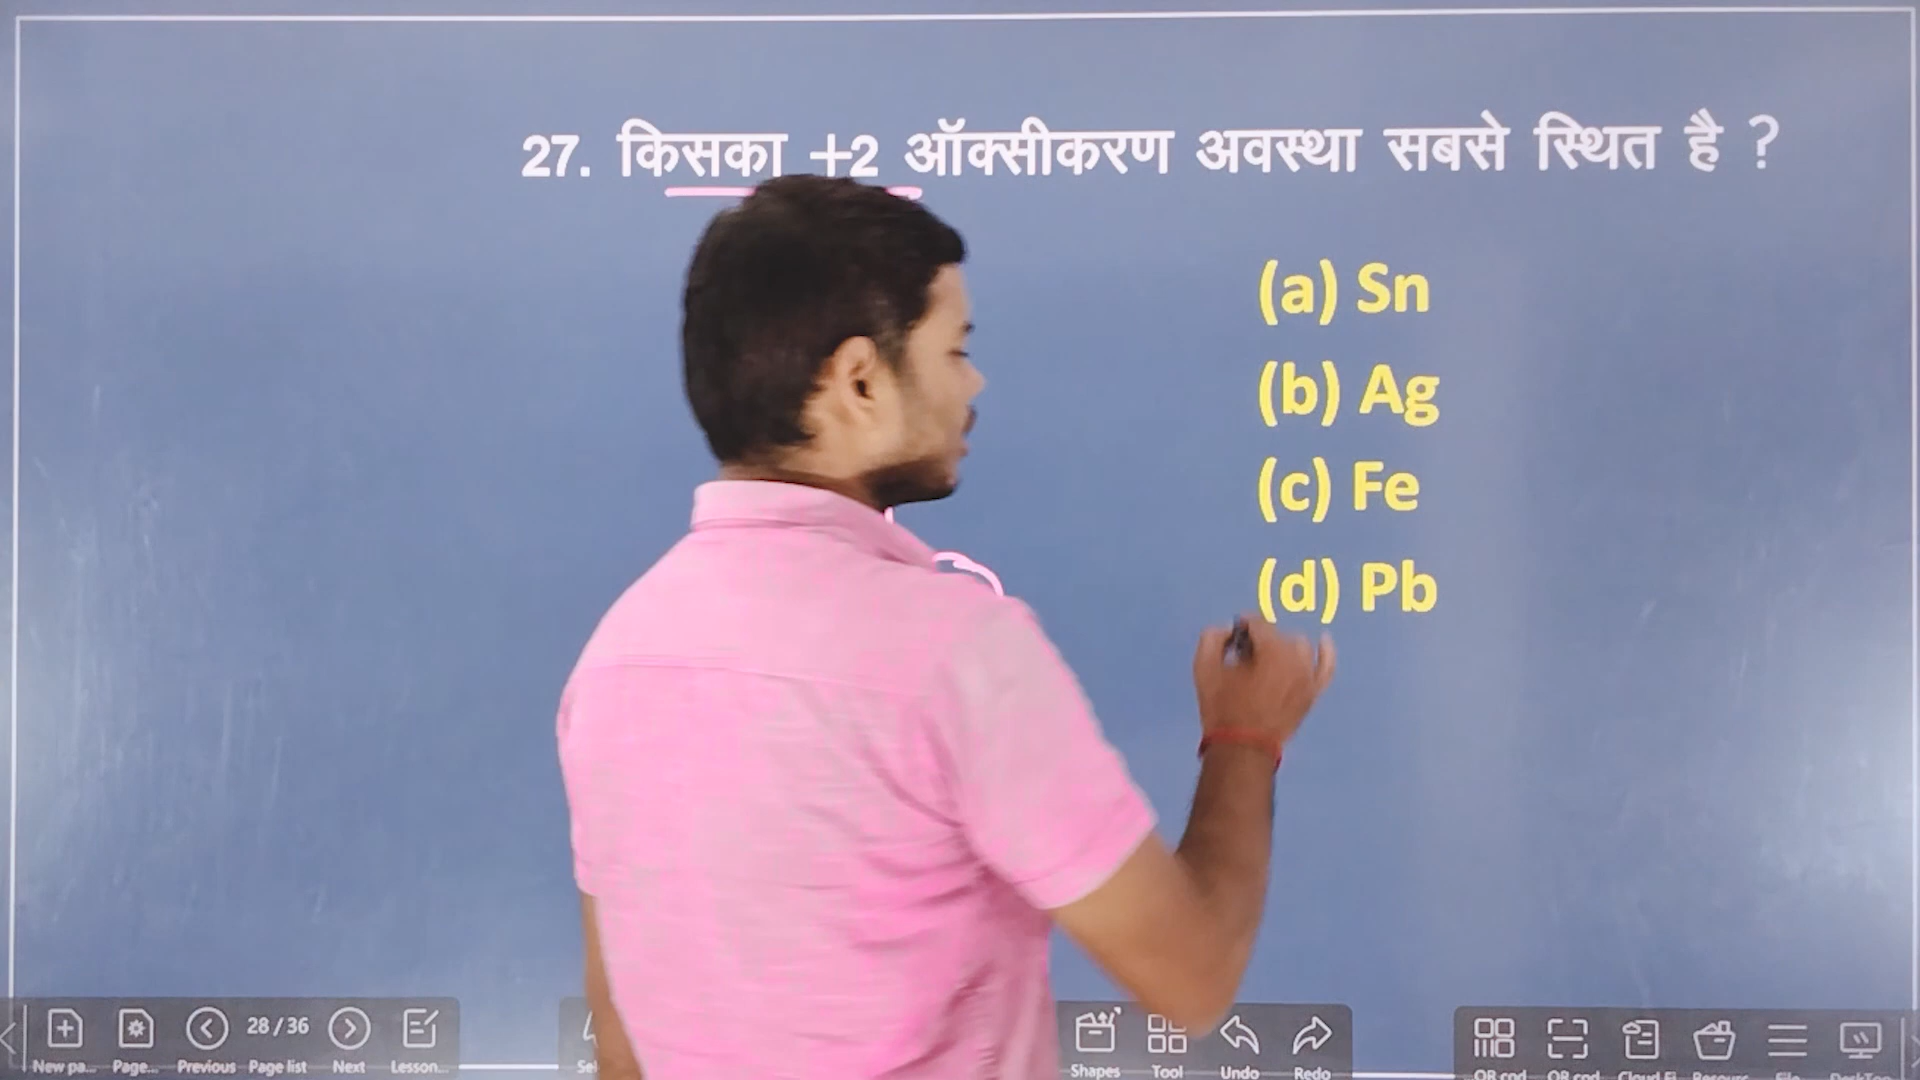 27. किसका +2 ऑक्सीकरण अवस्था सबसे स्थित है ?
(a) Sn
(b) Ag
(c) Fe
(d) Pb
28 / 36
New pa... Page... Previous Page list Next Lesson...
Shapes Tool Undo Redo